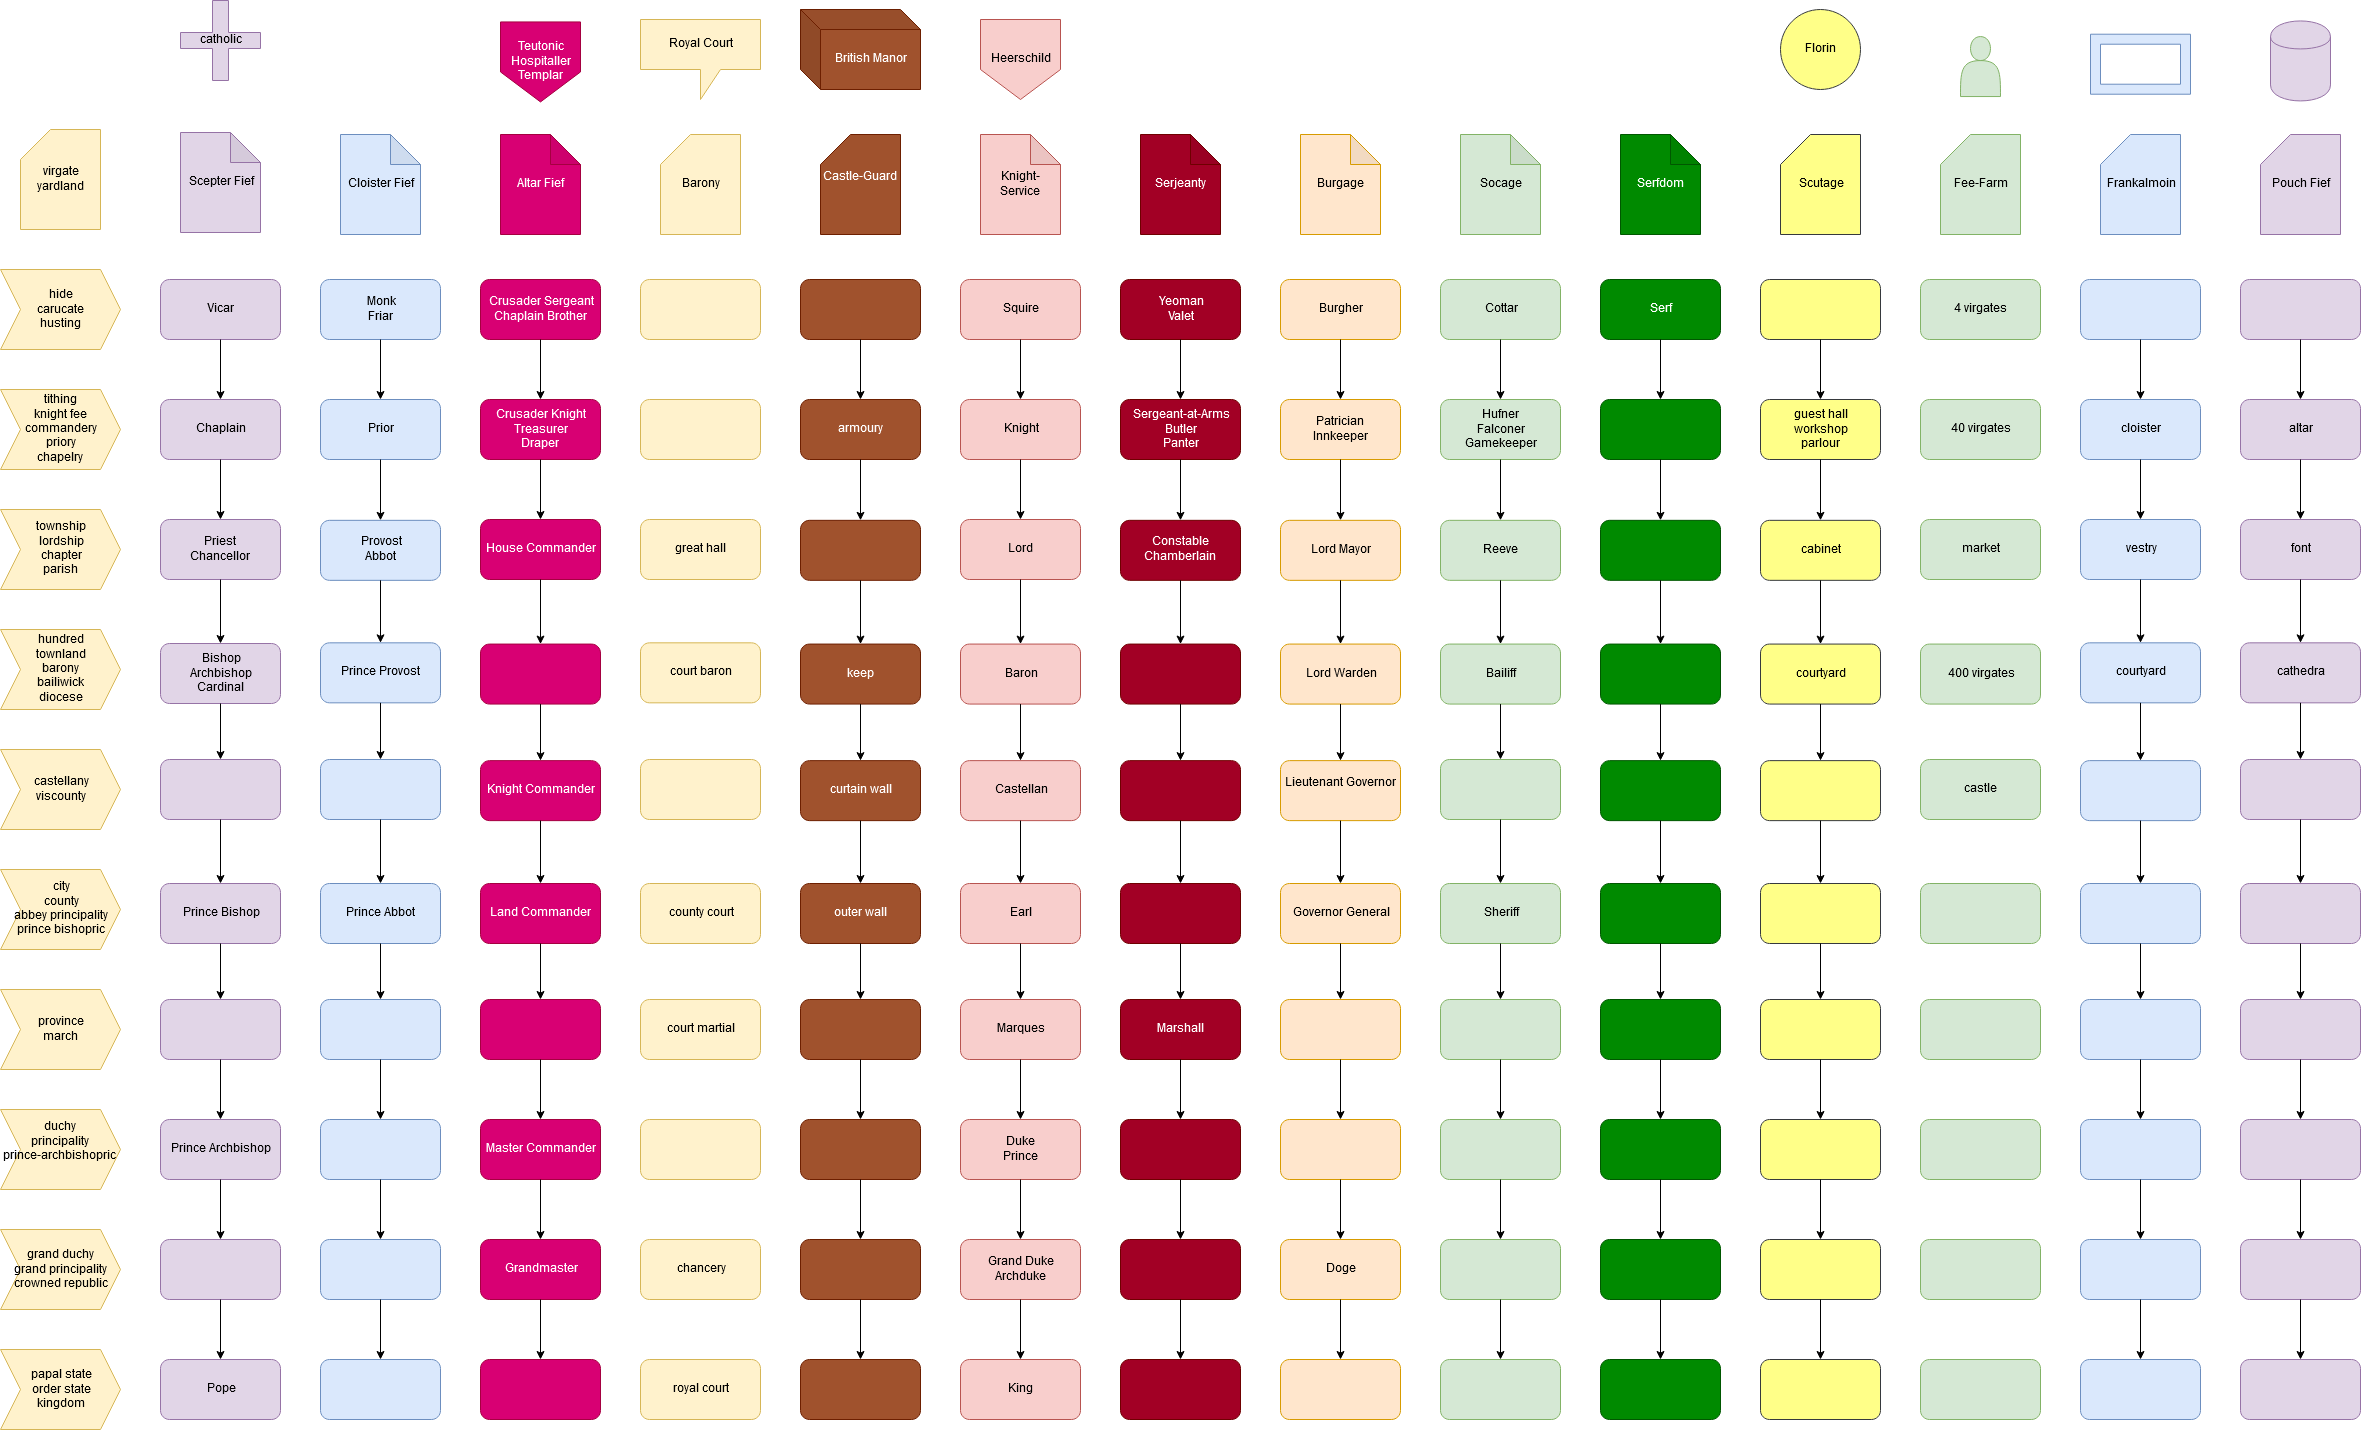 catholic
Teutonic
Hospitaller
Templar
Royal Court
British Manor
Heerschild
Florin
virgate
yardland
Scepter Fief
Cloister Fief
Altar Fief
Barony
Castle-Guard
Knight-
Service
Serjeanty
Burgage
Socage
Serfdom
Scutage
Fee-Farm
Frankalmoin
Pouch Fief
hide
carucate
husting
Vicar
Monk
Friar
Crusader Sergeant
Chaplain Brother
Squire
Yeoman
Valet
Burgher
Cottar
Serf
4 virgates
tithing
knight fee
commandery
priory
chapelry
Chaplain
Prior
Crusader Knight
Treasurer
Draper
armoury
Knight
Sergeant-at-Arms
Butler
Panter
Patrician
Innkeeper
Hufner
Falconer
Gamekeeper
guest hall
workshop
parlour
40 virgates
cloister
altar
township
lordship
chapter
parish
Priest
Chancellor
Provost
Abbot
House Commander
great hall
Lord
Constable
Chamberlain
Lord Mayor
Reeve
cabinet
market
vestry
font
hundred
townland
barony
bailiwick
diocese
Bishop
Archbishop
Cardinal
Prince Provost
court baron
keep
Baron
Lord Warden
Bailiff
courtyard
400 virgates
courtyard
cathedra
castellany
viscounty
Knight Commander
curtain wall
Castellan
Lieutenant Governor
castle
city
county
abbey principality
prince bishopric
Prince Bishop
Prince Abbot
Land Commander
county court
outer wall
Earl
Governor General
Sheriff
province
march
court martial
Marques
Marshall
duchy
principality
prince-archbishopric
Prince Archbishop
Master Commander
Duke
Prince
grand duchy
grand principality
crowned republic
Grandmaster
chancery
Grand Duke
Archduke
Doge
papal state
order state
kingdom
Pope
royal court
King